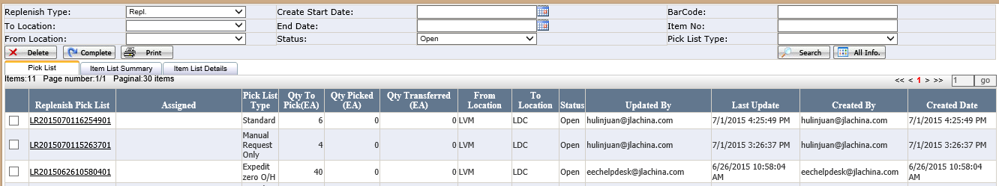 Replenish Type: Repl. Create Start Date: BarCode:
To Location: End Date: Item No:
From Location: Status: Open Pick List Type:
Delete Complete Print Search All Info.
Pick List Item List Summary Item List Details
Items:11 Page number:1/1 Paginal:30 items << < 1 > >> 1 go
Replenish Pick List Assigned Pick List Type Qty To Pick(EA) Qty Picked (EA) Qty Transferred (EA) From Location To Location Status Updated By Last Update Created By Created Date
LR2015070116254901 Standard 6 0 0 LVM LDC Open hulinjuan@jlachina.com 7/1/2015 4:25:49 PM hulinjuan@jlachina.com 7/1/2015 4:25:49 PM
LR2015070115263701 Manual Request Only 4 0 0 LVM LDC Open hulinjuan@jlachina.com 7/1/2015 3:26:37 PM hulinjuan@jlachina.com 7/1/2015 3:26:37 PM
LR2015062610580401 Expedit zero O/H 40 0 0 LVM LDC Open eechelpdesk@jlachina.com 6/26/2015 10:58:04 AM eechelpdesk@jlachina.com 6/26/2015 10:58:04 AM